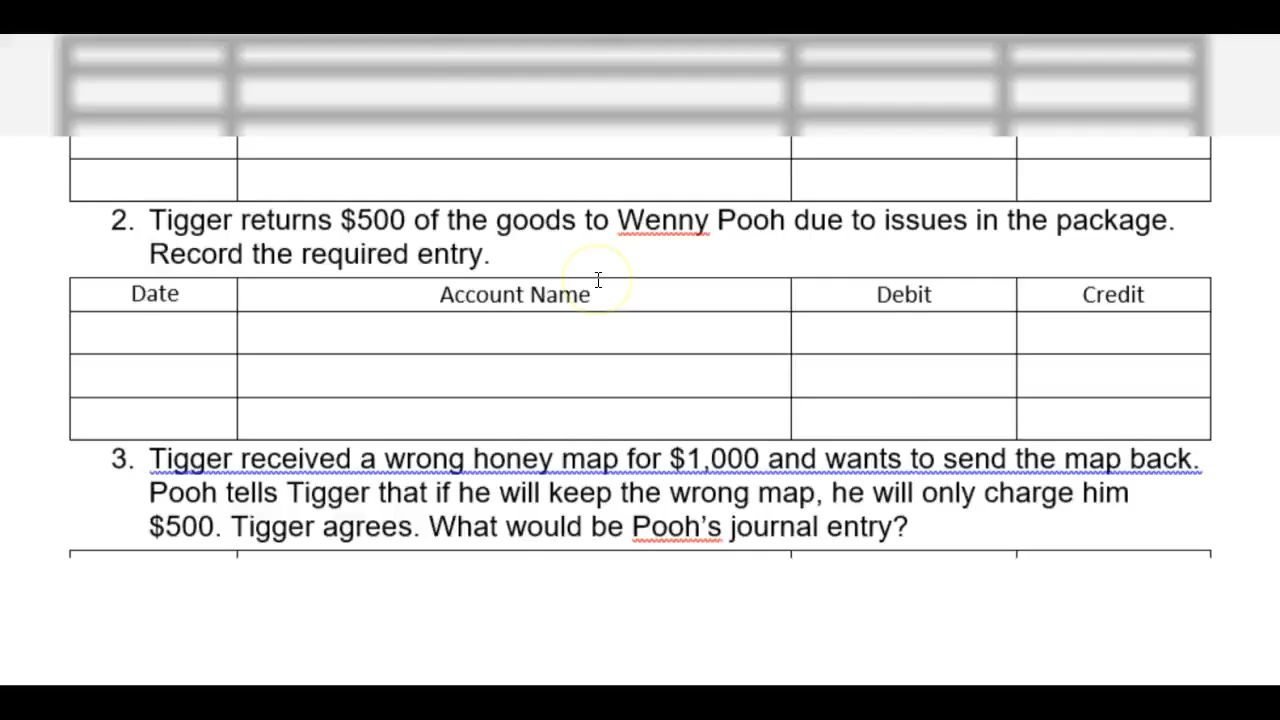 2. Tigger returns $500 of the goods to Wenny Pooh due to issues in the package.
Record the required entry.
Date Account Name Debit Credit
3. Tigger received a wrong honey map for $1,000 and wants to send the map back.
Pooh tells Tigger that if he will keep the wrong map, he will only charge him
$500. Tigger agrees. What would be Pooh's journal entry?